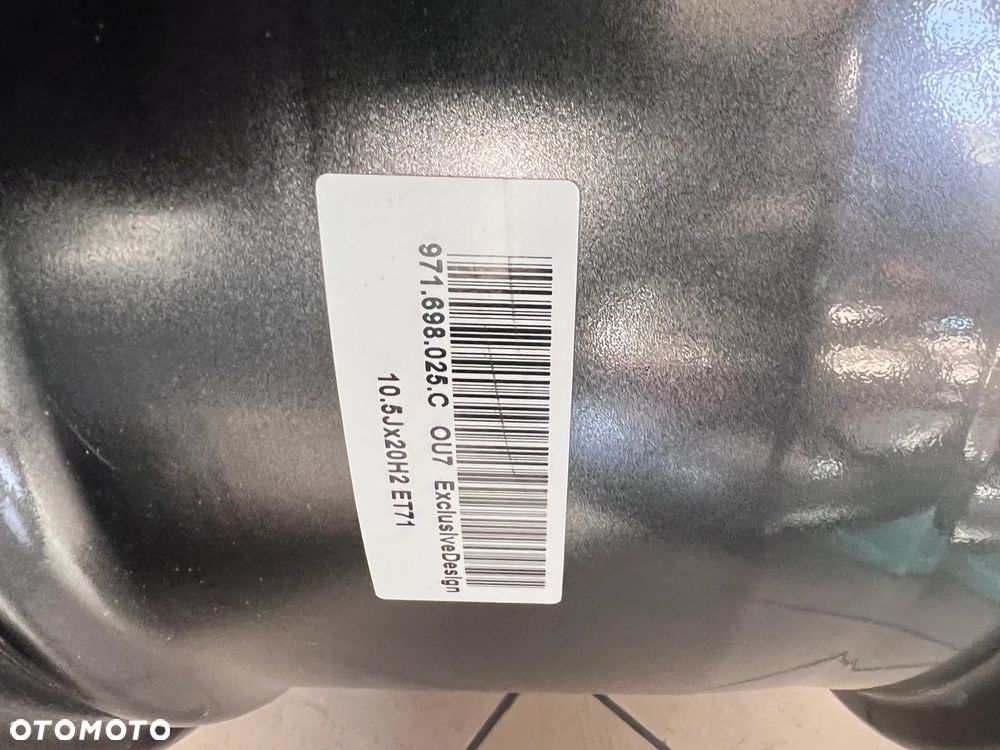 971.698.025.C OU7 ExclusiveDesign
10.5Jx20H2 ET71
OTOMOTO